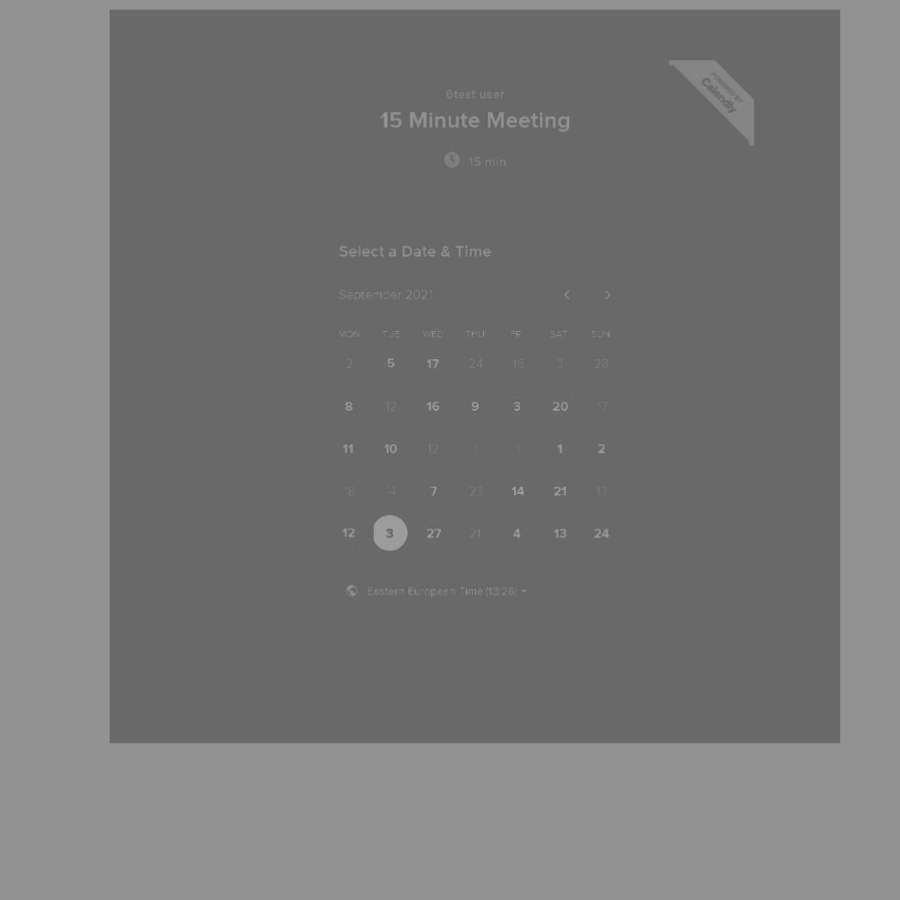 6test user
POWERED BY
Calendly
15 Minute Meeting
15 min
Select a Date & Time
September 2021
MON TUE WED THU FRI SAT SUN
2 5 17 24 15 3 28
8 12 16 9 3 20 17
11 10 12 1 1 1 2
18 14 7 23 14 21 13
12 3 27 21 4 13 24
Eastern European Time (13:26)